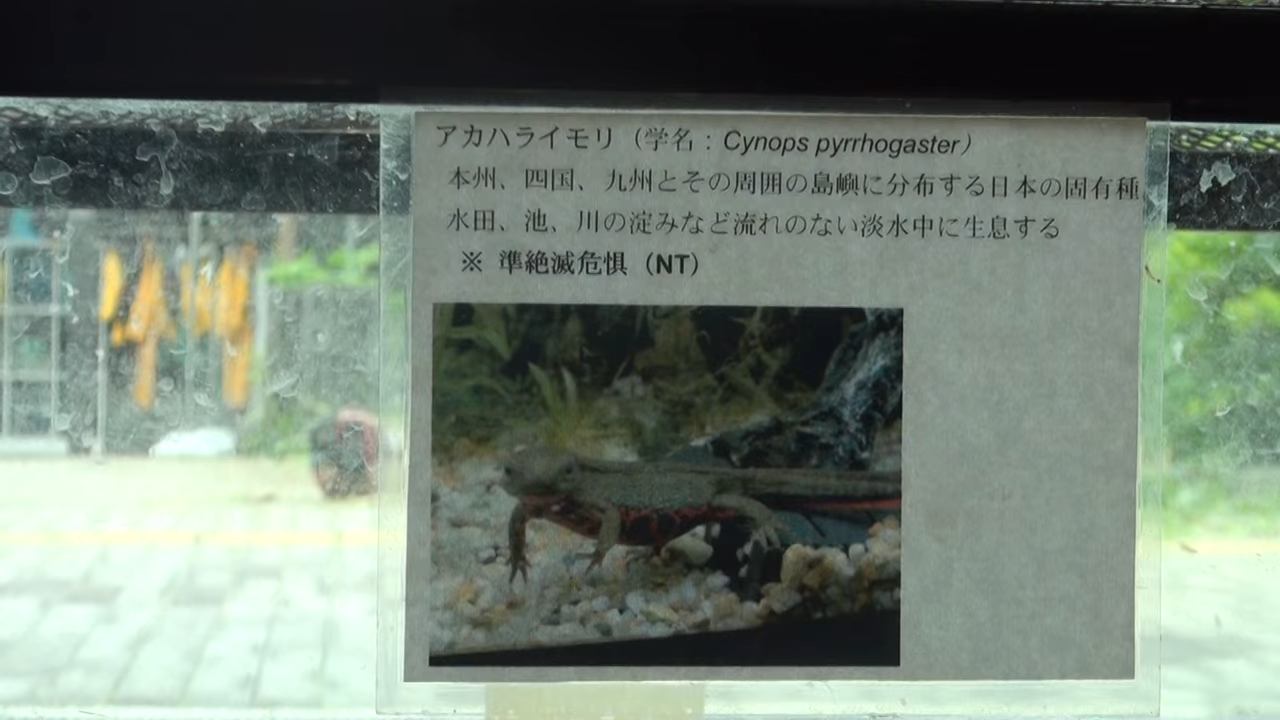 アカハライモリ（学名：Cynops pyrrhogaster）
本州、四国、九州とその周囲の島嶼に分布する日本の固有種
水田、池、川の淀みなど流れのない淡水中に生息する
※ 準絶滅危惧（NT）